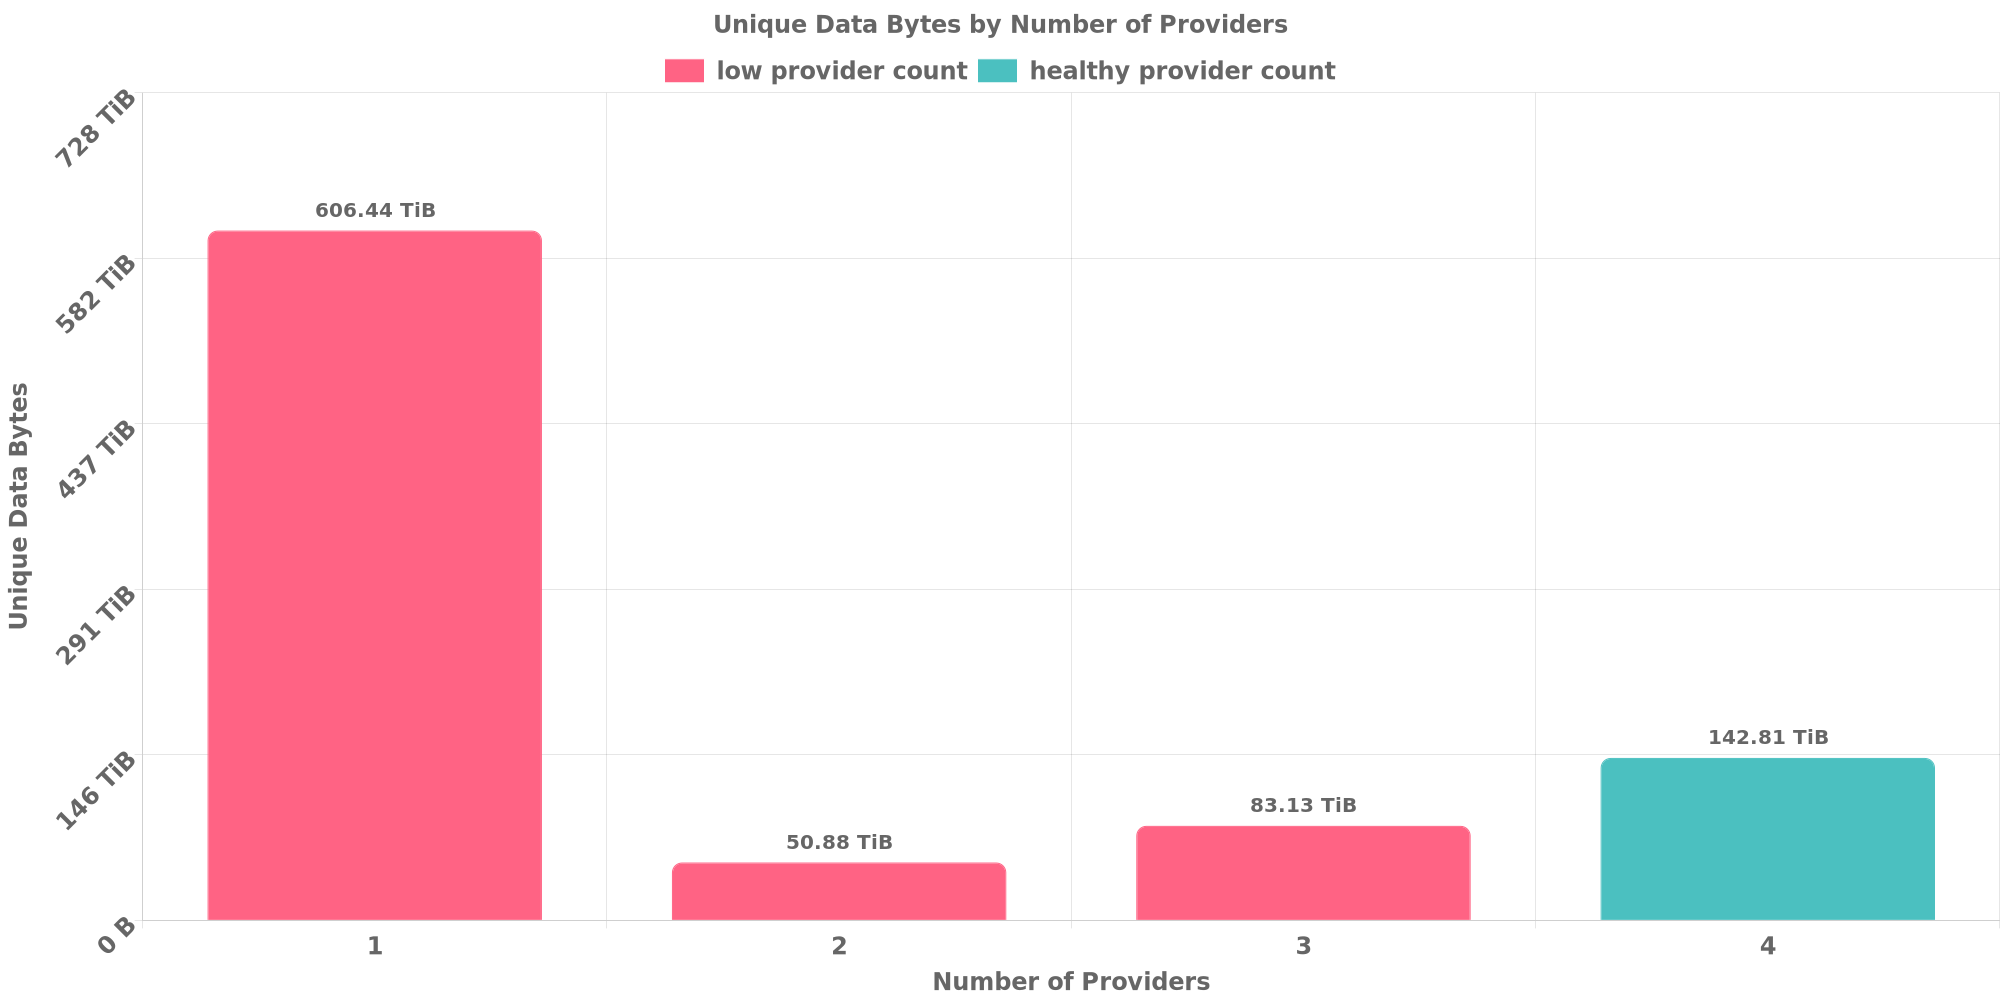 Unique Data Bytes by Number of Providers
low provider count
healthy provider count
728 TiB
582 TiB
437 TiB
291 TiB
146 TiB
0 B
Unique Data Bytes
606.44 TiB
50.88 TiB
83.13 TiB
142.81 TiB
1
2
3
4
Number of Providers